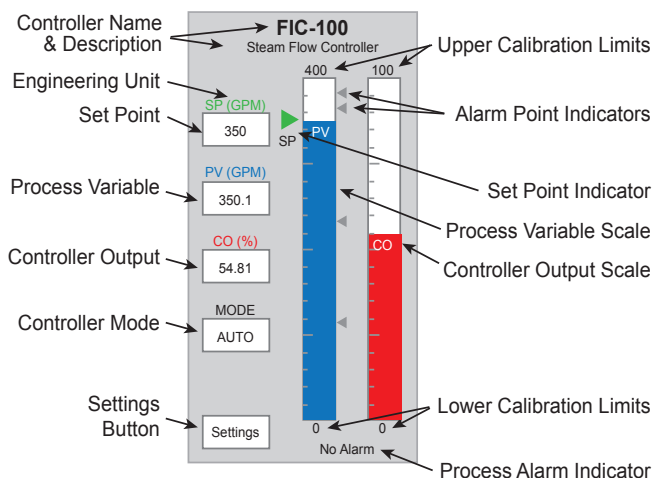 Controller Name
& Description
FIC-100
Steam Flow Controller
Upper Calibration Limits
400
100
Engineering Unit
SP (GPM)
Set Point
350
SP
PV
Alarm Point Indicators
Set Point Indicator
PV (GPM)
Process Variable
350.1
Process Variable Scale
CO (%)
CO
Controller Output
54.81
Controller Output Scale
MODE
Controller Mode
AUTO
Settings
Button
Settings
0
0
Lower Calibration Limits
No Alarm
Process Alarm Indicator